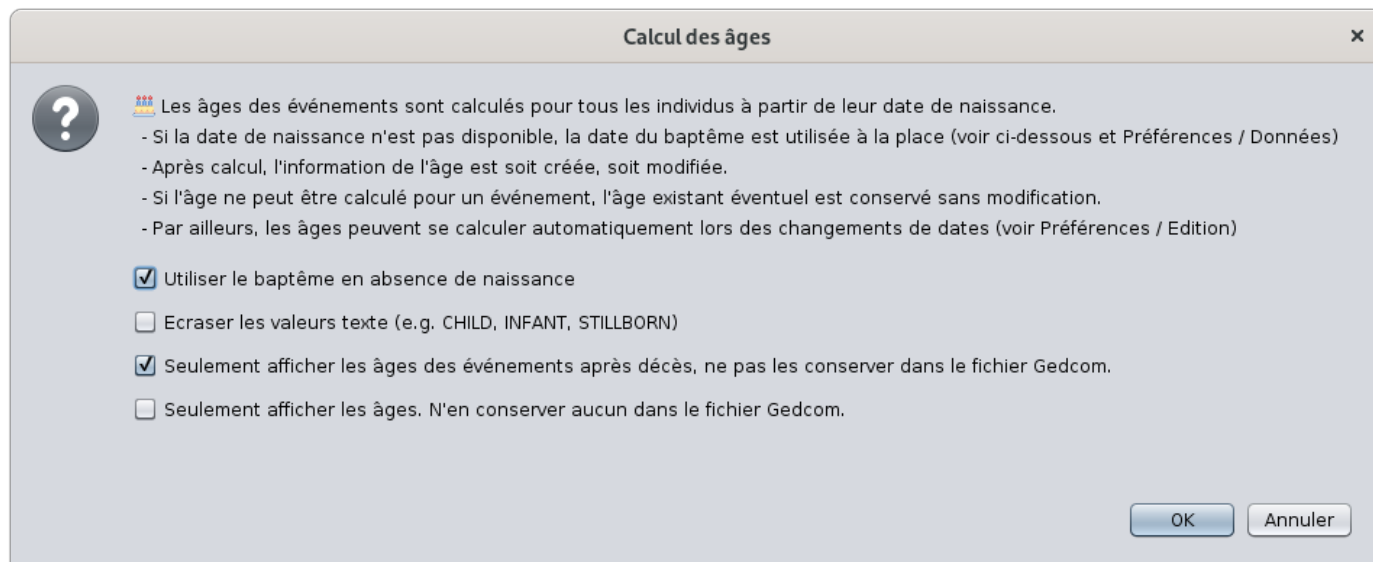 Calcul des âges
Les âges des événements sont calculés pour tous les individus à partir de leur date de naissance.
- Si la date de naissance n'est pas disponible, la date du baptême est utilisée à la place (voir ci-dessous et Préférences / Données)
- Après calcul, l'information de l'âge est soit créée, soit modifiée.
- Si l'âge ne peut être calculé pour un événement, l'âge existant éventuel est conservé sans modification.
- Par ailleurs, les âges peuvent se calculer automatiquement lors des changements de dates (voir Préférences / Edition)
Utiliser le baptême en absence de naissance
Ecraser les valeurs texte (e.g. CHILD, INFANT, STILLBORN)
Seulement afficher les âges des événements après décès, ne pas les conserver dans le fichier Gedcom.
Seulement afficher les âges. N'en conserver aucun dans le fichier Gedcom.
OK Annuler